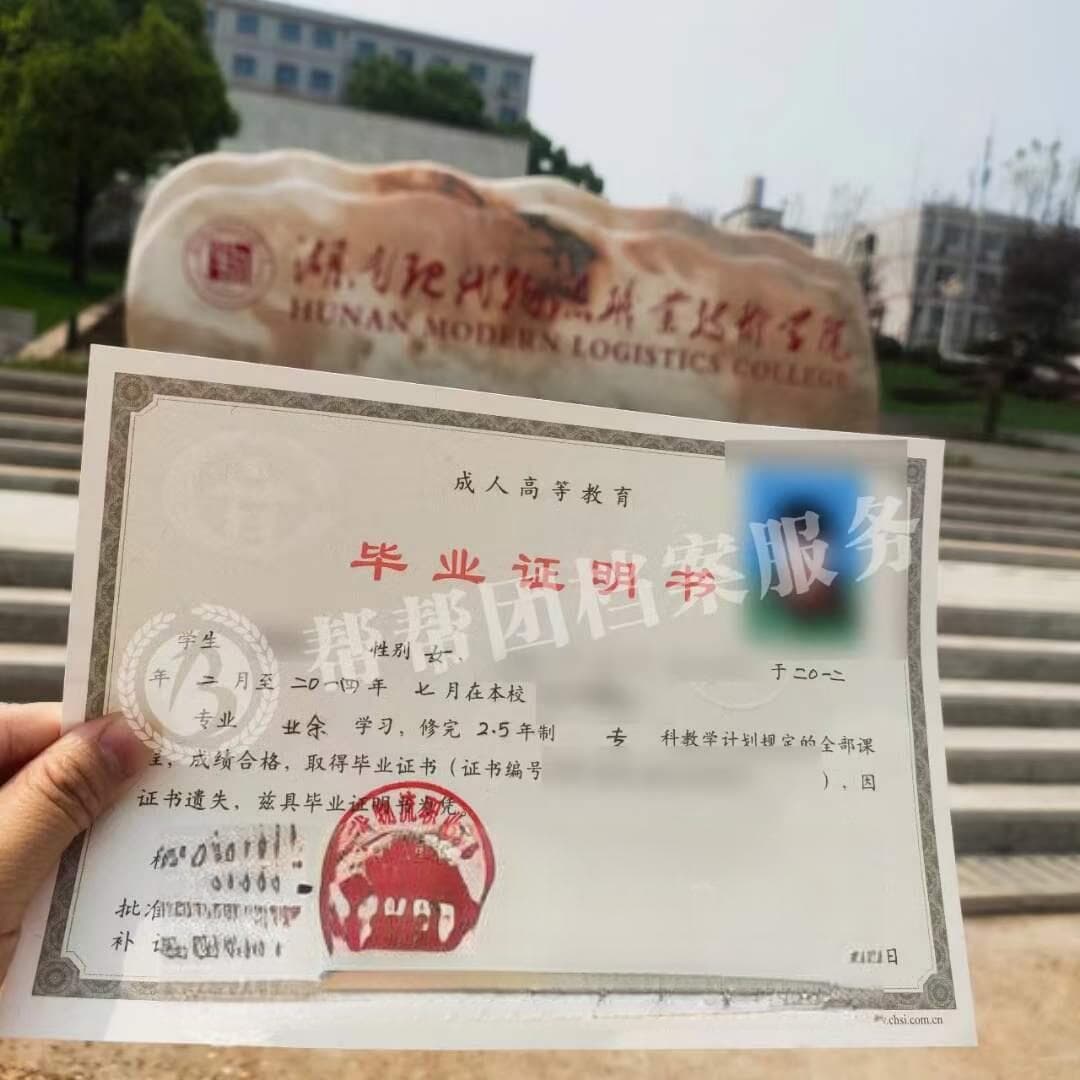 湖南现代物流职业技术学院
HUNAN MODERN LOGISTICS COLLEGE
成人高等教育
毕业证明书
帮帮团档案服务
学生 性别 女
于二〇一二
年 二 月至 二〇一四 年 七 月在本校
专业 业余 学习，修完 2.5 年制 专 科教学计划规定的全部课
程，成绩合格，取得毕业证书（证书编号 ），因
证书遗失，兹具毕业证明书为凭。
批准
补
日
.chsi.com.cn